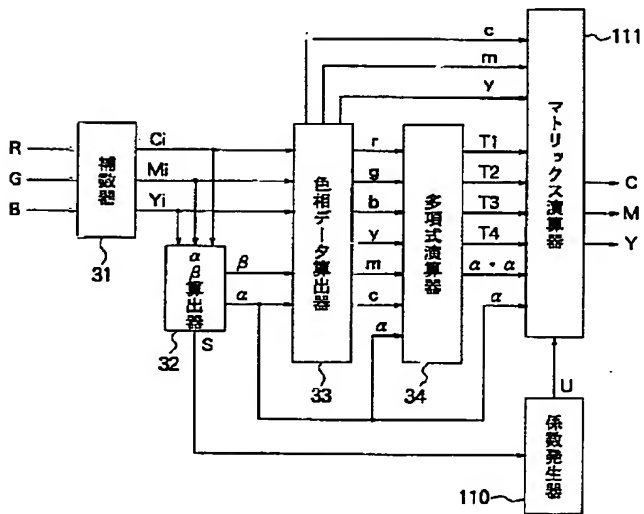 c
111
m
y
R
G
B
補数器
31
Ci
Mi
Yi
αβ算出器
32
S
β
α
色相データ算出器
33
r
g
b
y
m
c
α
多項式演算器
34
T1
T2
T3
T4
α・α
α
マトリックス演算器
C
M
Y
U
係数発生器
110